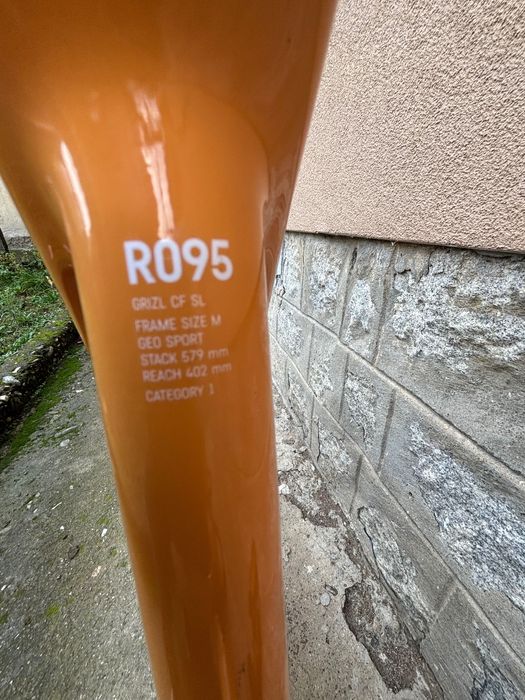 R095
GRIZL CF SL
FRAME SIZE M
GEO SPORT
STACK 579 mm
REACH 402 mm
CATEGORY 1